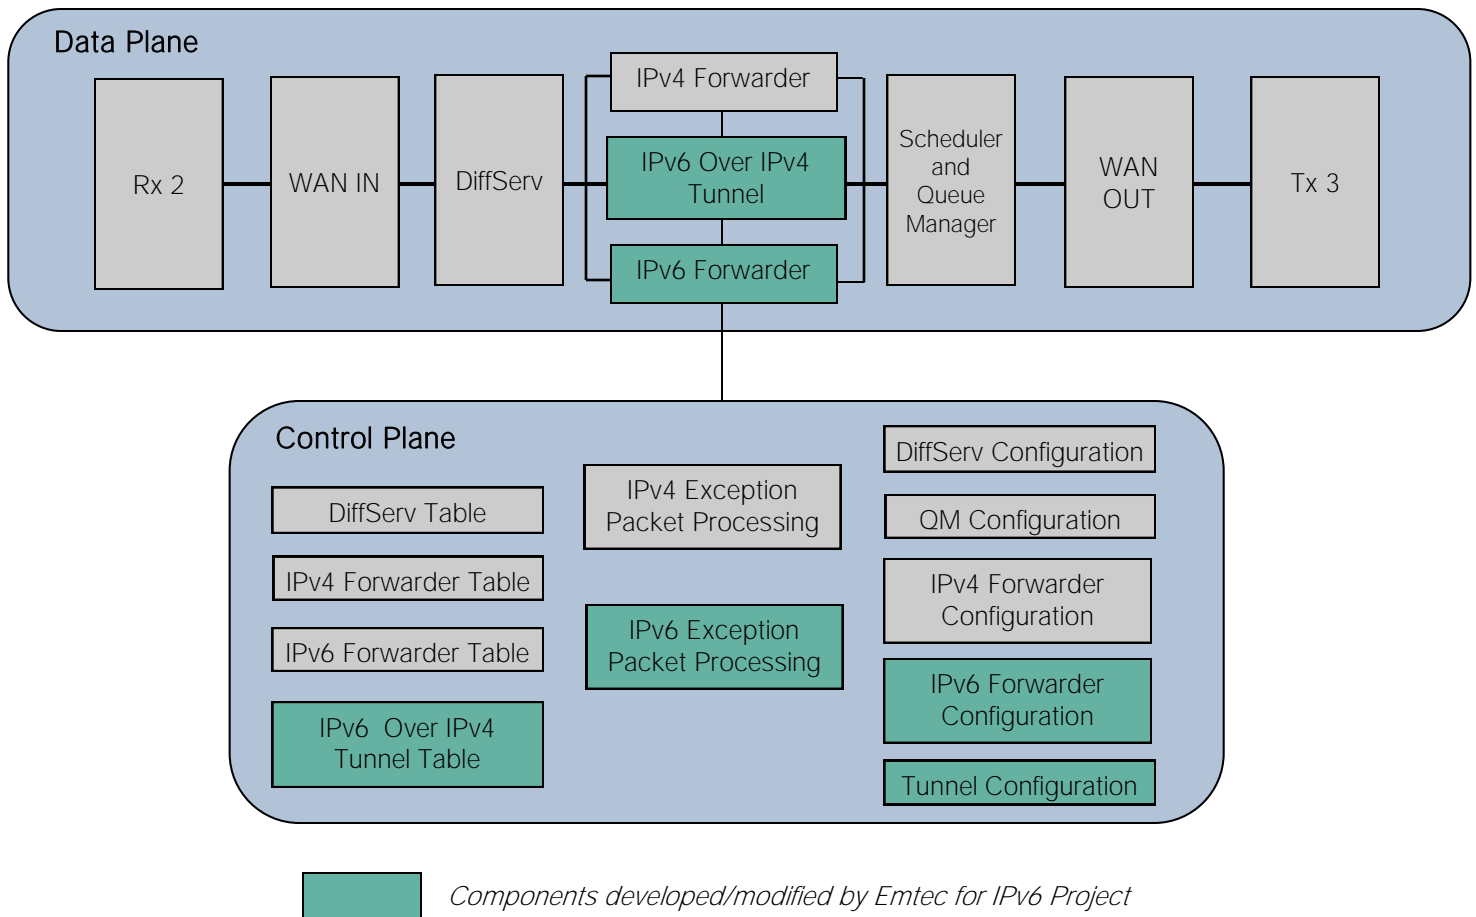 Data Plane
Rx 2
WAN IN
DiffServ
IPv4 Forwarder
IPv6 Over IPv4
Tunnel
IPv6 Forwarder
Scheduler
and
Queue
Manager
WAN
OUT
Tx 3
Control Plane
DiffServ Table
IPv4 Forwarder Table
IPv6 Forwarder Table
IPv6 Over IPv4
Tunnel Table
IPv4 Exception
Packet Processing
IPv6 Exception
Packet Processing
DiffServ Configuration
QM Configuration
IPv4 Forwarder
Configuration
IPv6 Forwarder
Configuration
Tunnel Configuration
Components developed/modified by Emtec for IPv6 Project